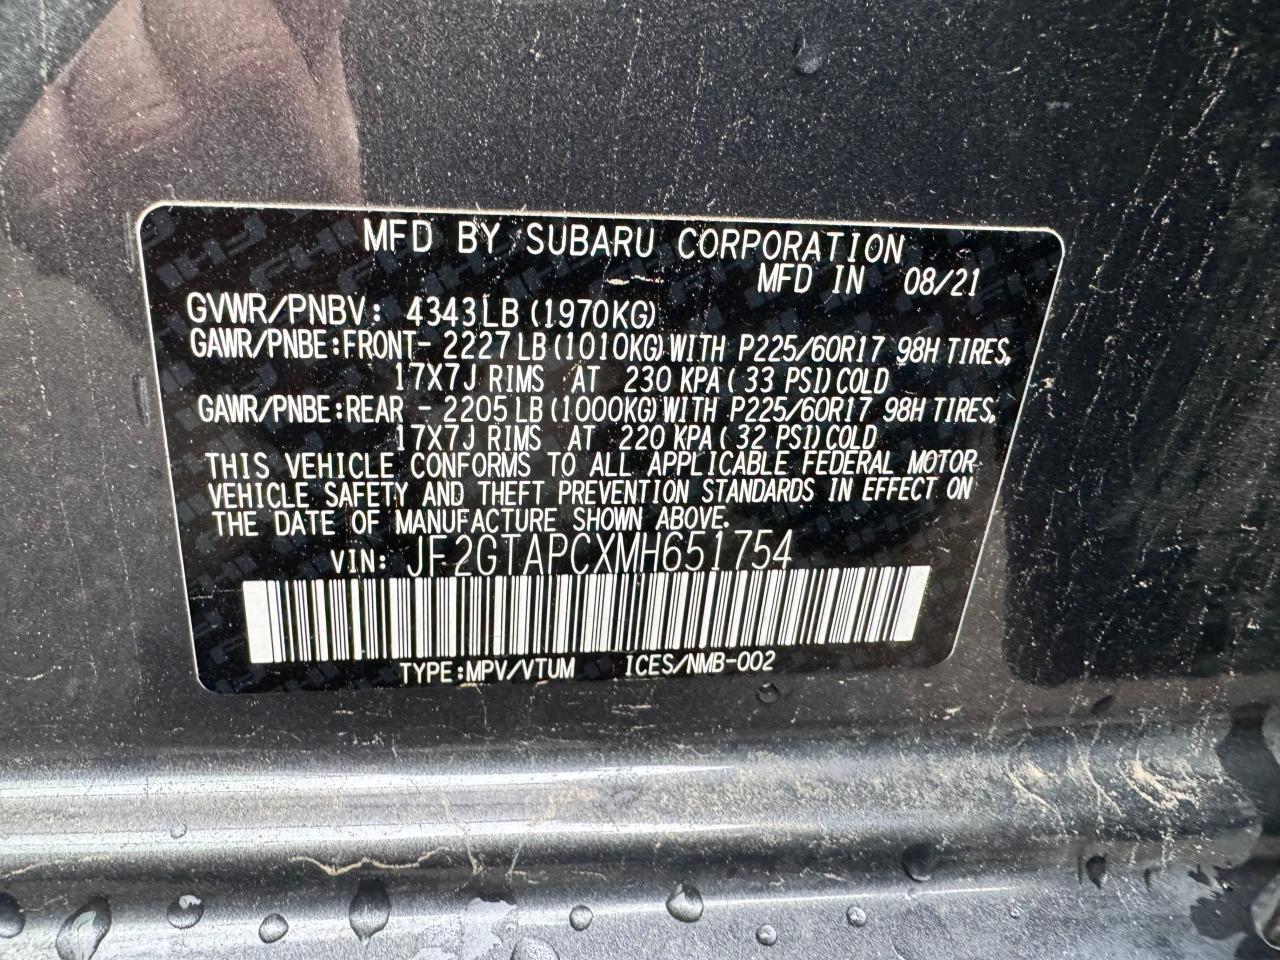 MFD BY SUBARU CORPORATION
MFD IN 08/21
GVWR/PNBV: 4343LB (1970KG)
GAWR/PNBE:FRONT- 2227LB(1010KG)WITH P225/60R17 98H TIRES,
17X7J RIMS AT 230 KPA( 33 PSI)COLD
GAWR/PNBE:REAR - 2205LB(1000KG)WITH P225/60R17 98H TIRES,
17X7J RIMS AT 220 KPA( 32 PSI)COLD
THIS VEHICLE CONFORMS TO ALL APPLICABLE FEDERAL MOTOR
VEHICLE SAFETY AND THEFT PREVENTION STANDARDS IN EFFECT ON
THE DATE OF MANUFACTURE SHOWN ABOVE.
VIN: JF2GTAPCXMH651754
TYPE:MPV/VTUM ICES/NMB-002